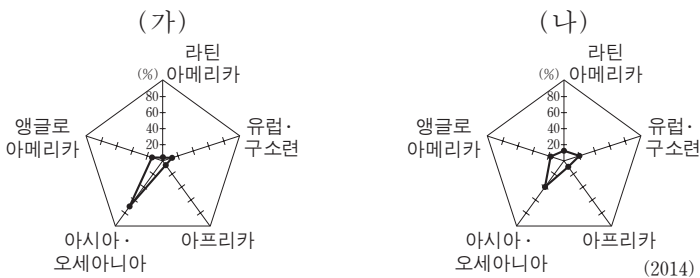 (가)
라틴
아메리카
(%)
80
60
40
20
앵글로
아메리카
유럽·
구소련
아시아·
오세아니아
아프리카
(나)
라틴
아메리카
(%)
80
60
40
20
앵글로
아메리카
유럽·
구소련
아시아·
오세아니아
아프리카
(2014)